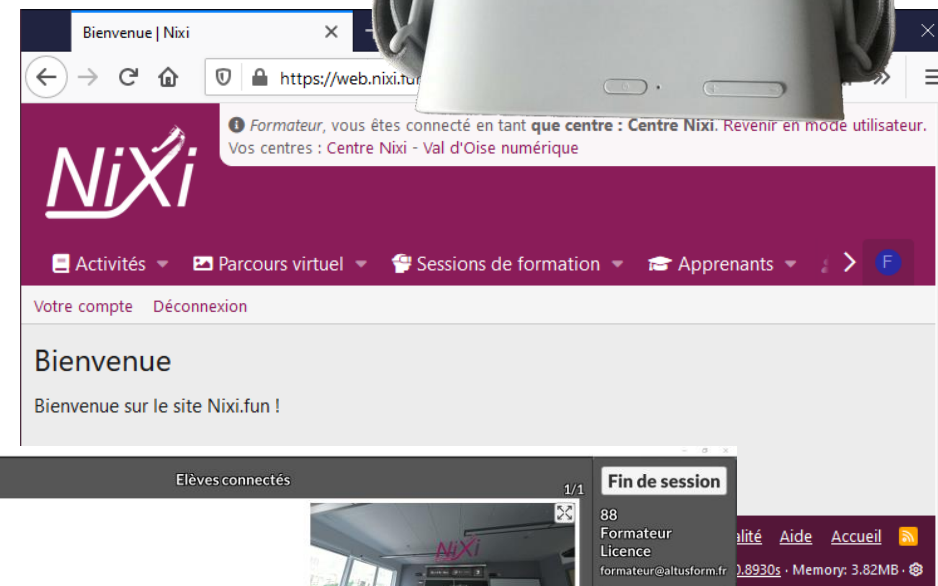 Bienvenue | Nixi
https://web.nixi.fun
Formateur, vous êtes connecté en tant que centre : Centre Nixi. Revenir en mode utilisateur.
Vos centres : Centre Nixi - Val d'Oise numérique
NiXi
Activités Parcours virtuel Sessions de formation Apprenants F
Votre compte Déconnexion
Bienvenue
Bienvenue sur le site Nixi.fun !
Elèves connectés
1/1
Fin de session
NiXi
88
Formateur
Licence
formateur@altusform.fr
Aide Accueil
0.8930s · Memory: 3.82MB ·